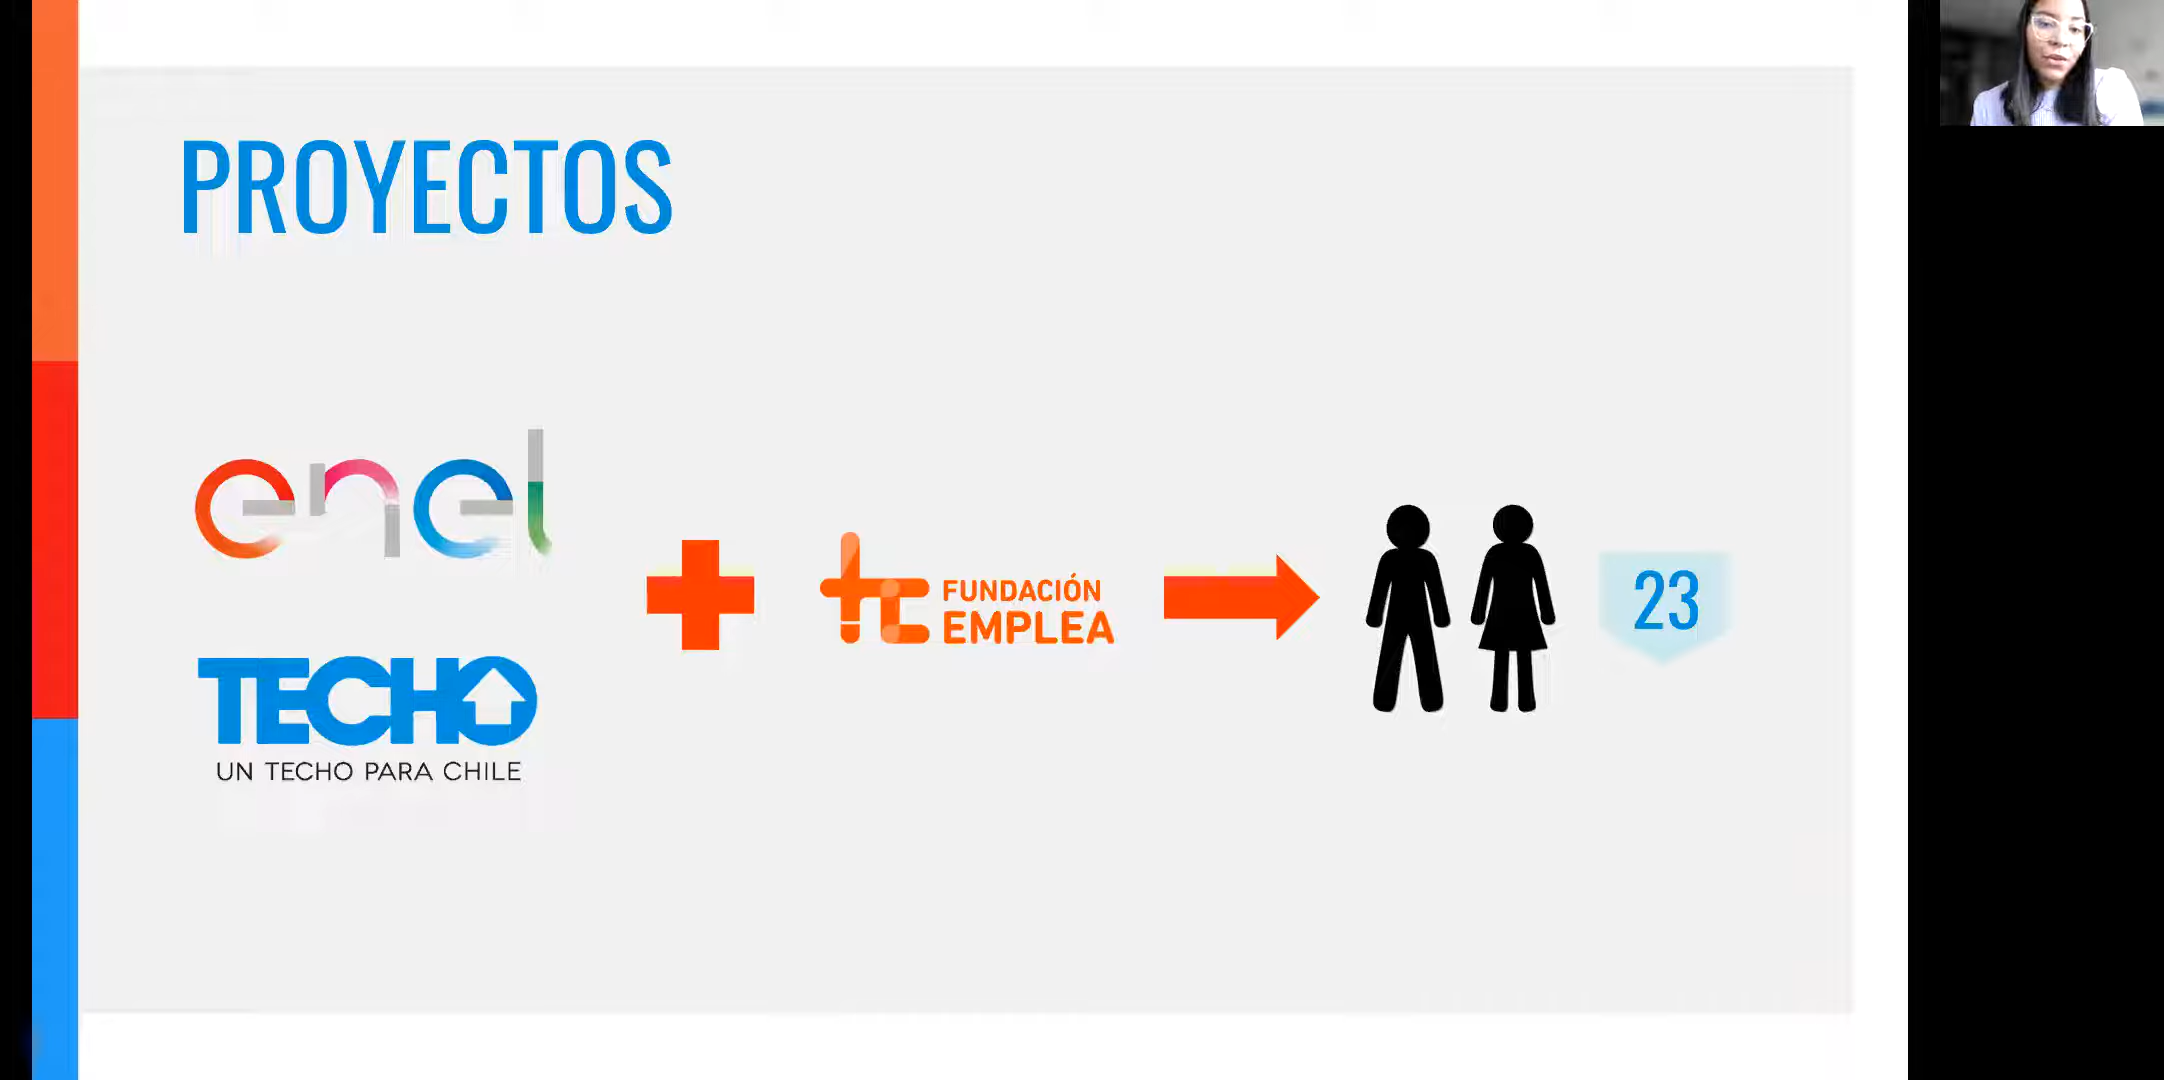 PROYECTOS
enel
TECHO
UN TECHO PARA CHILE
FUNDACIÓN
EMPLEA
23